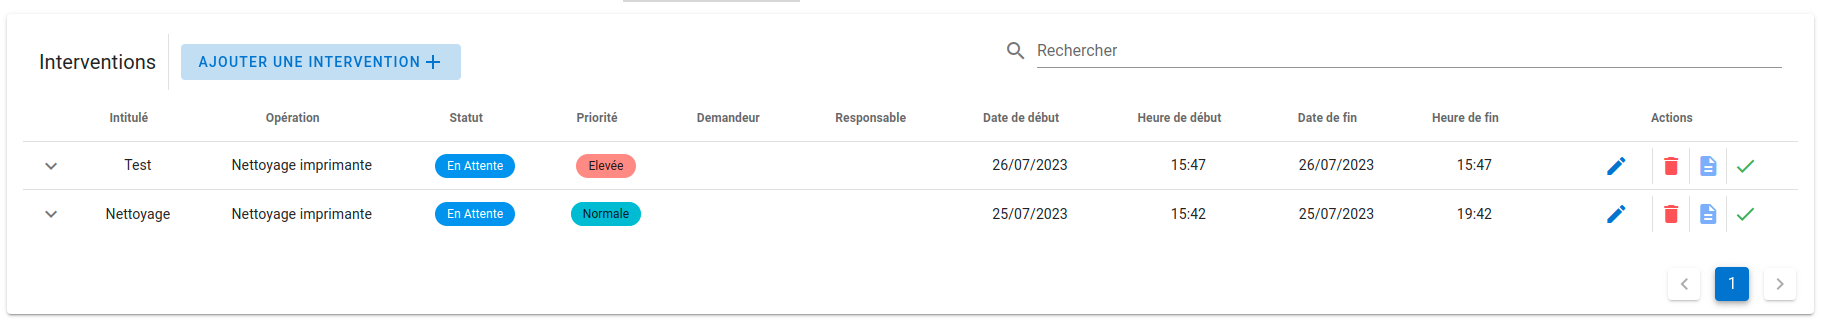 Interventions AJOUTER UNE INTERVENTION + Rechercher
Intitulé Opération Statut Priorité Demandeur Responsable Date de début Heure de début Date de fin Heure de fin Actions
Test Nettoyage imprimante En Attente Elevée 26/07/2023 15:47 26/07/2023 15:47
Nettoyage Nettoyage imprimante En Attente Normale 25/07/2023 15:42 25/07/2023 19:42
1